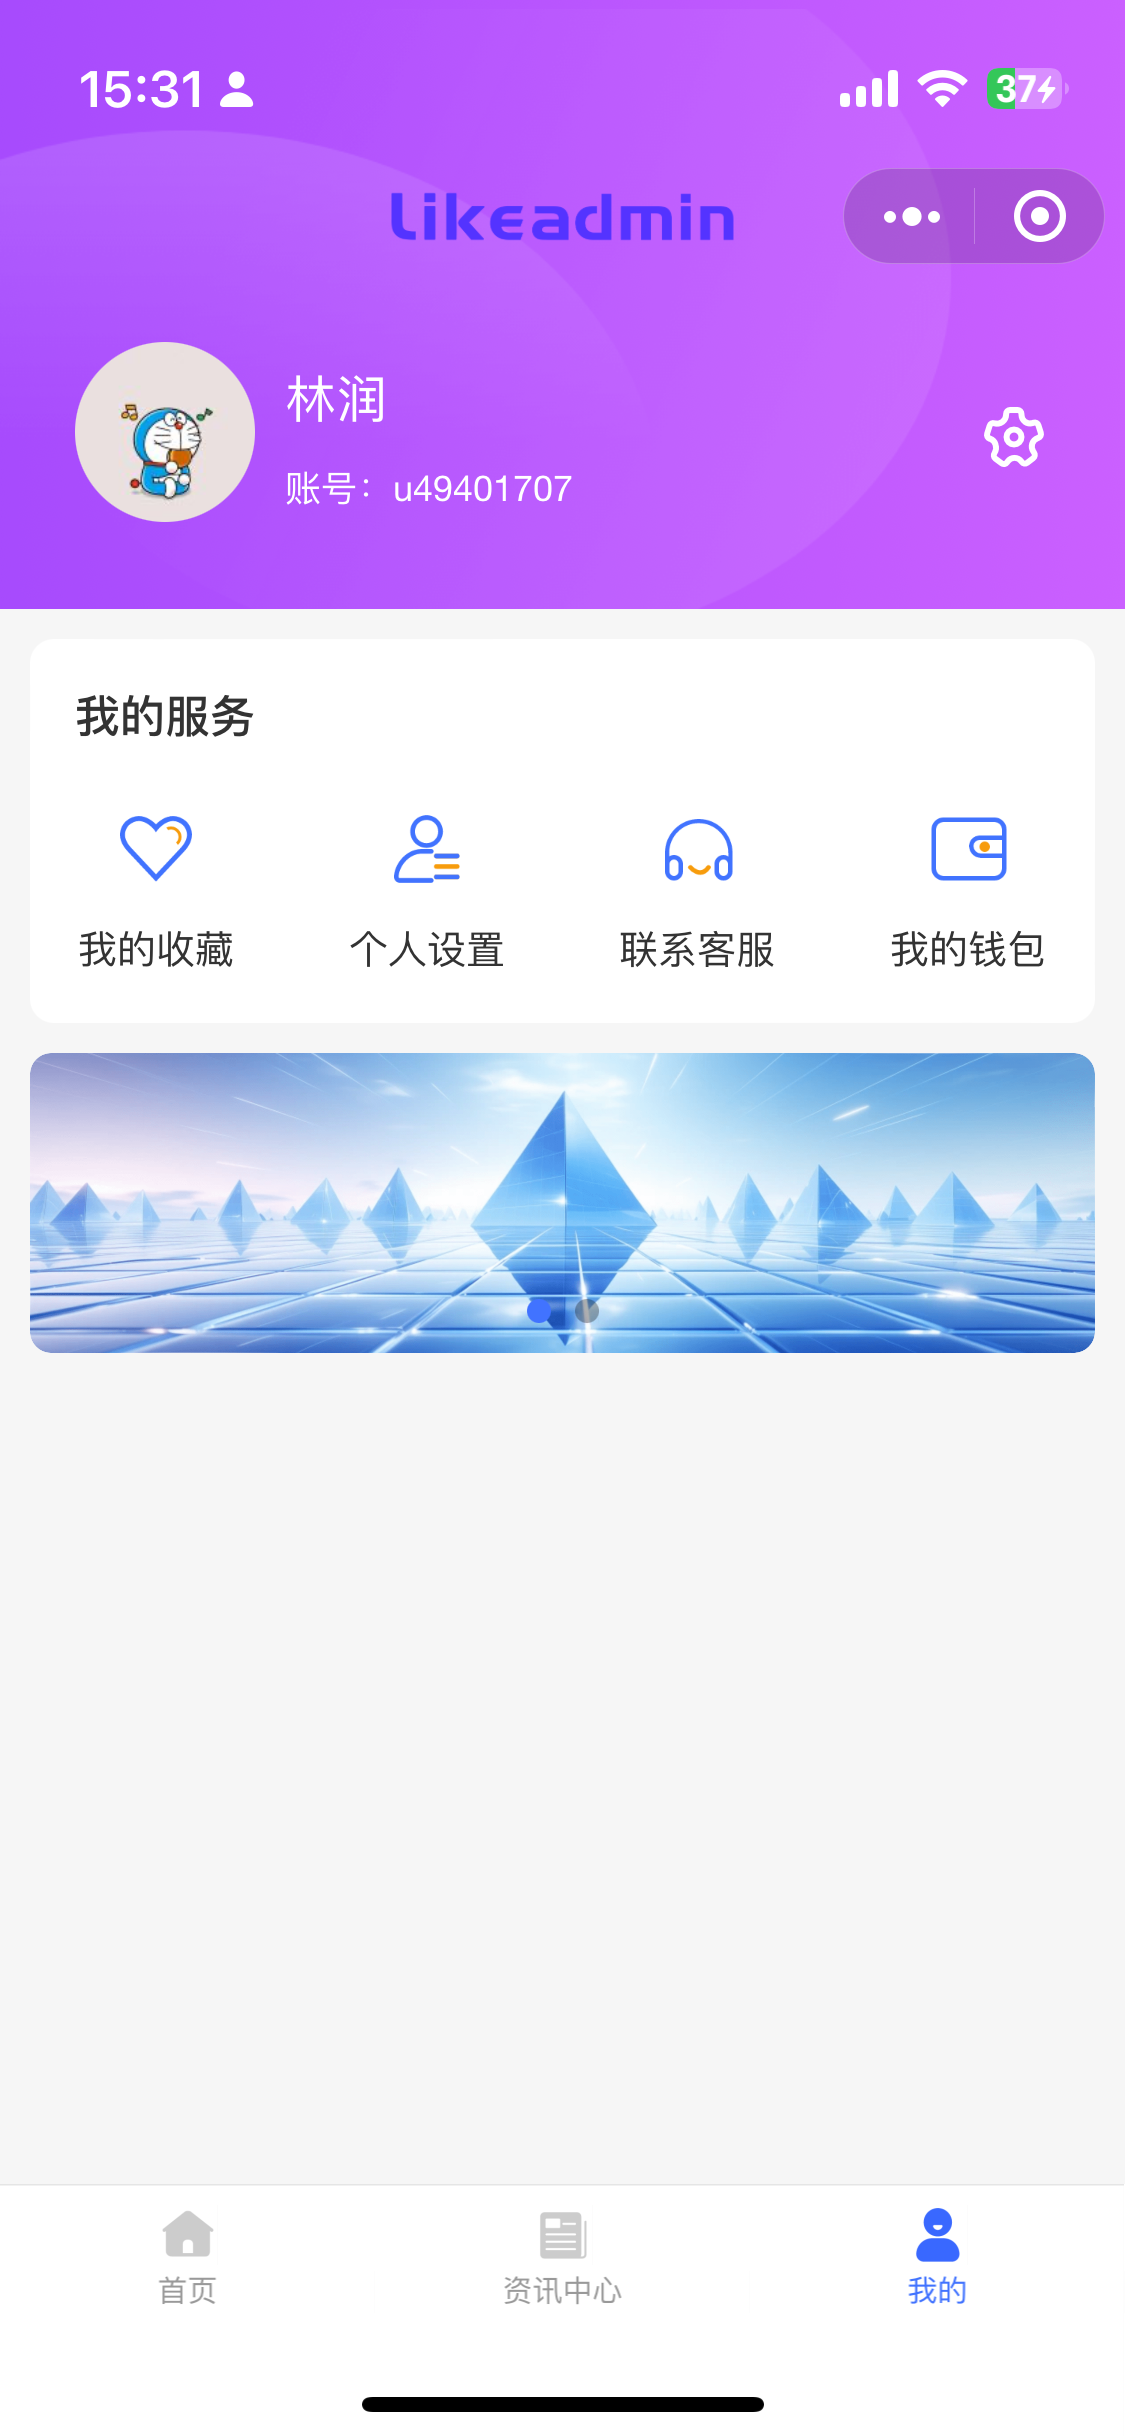 15:31
37
likeadmin
林润
账号：u49401707
我的服务
我的收藏 个人设置 联系客服 我的钱包
首页 资讯中心 我的